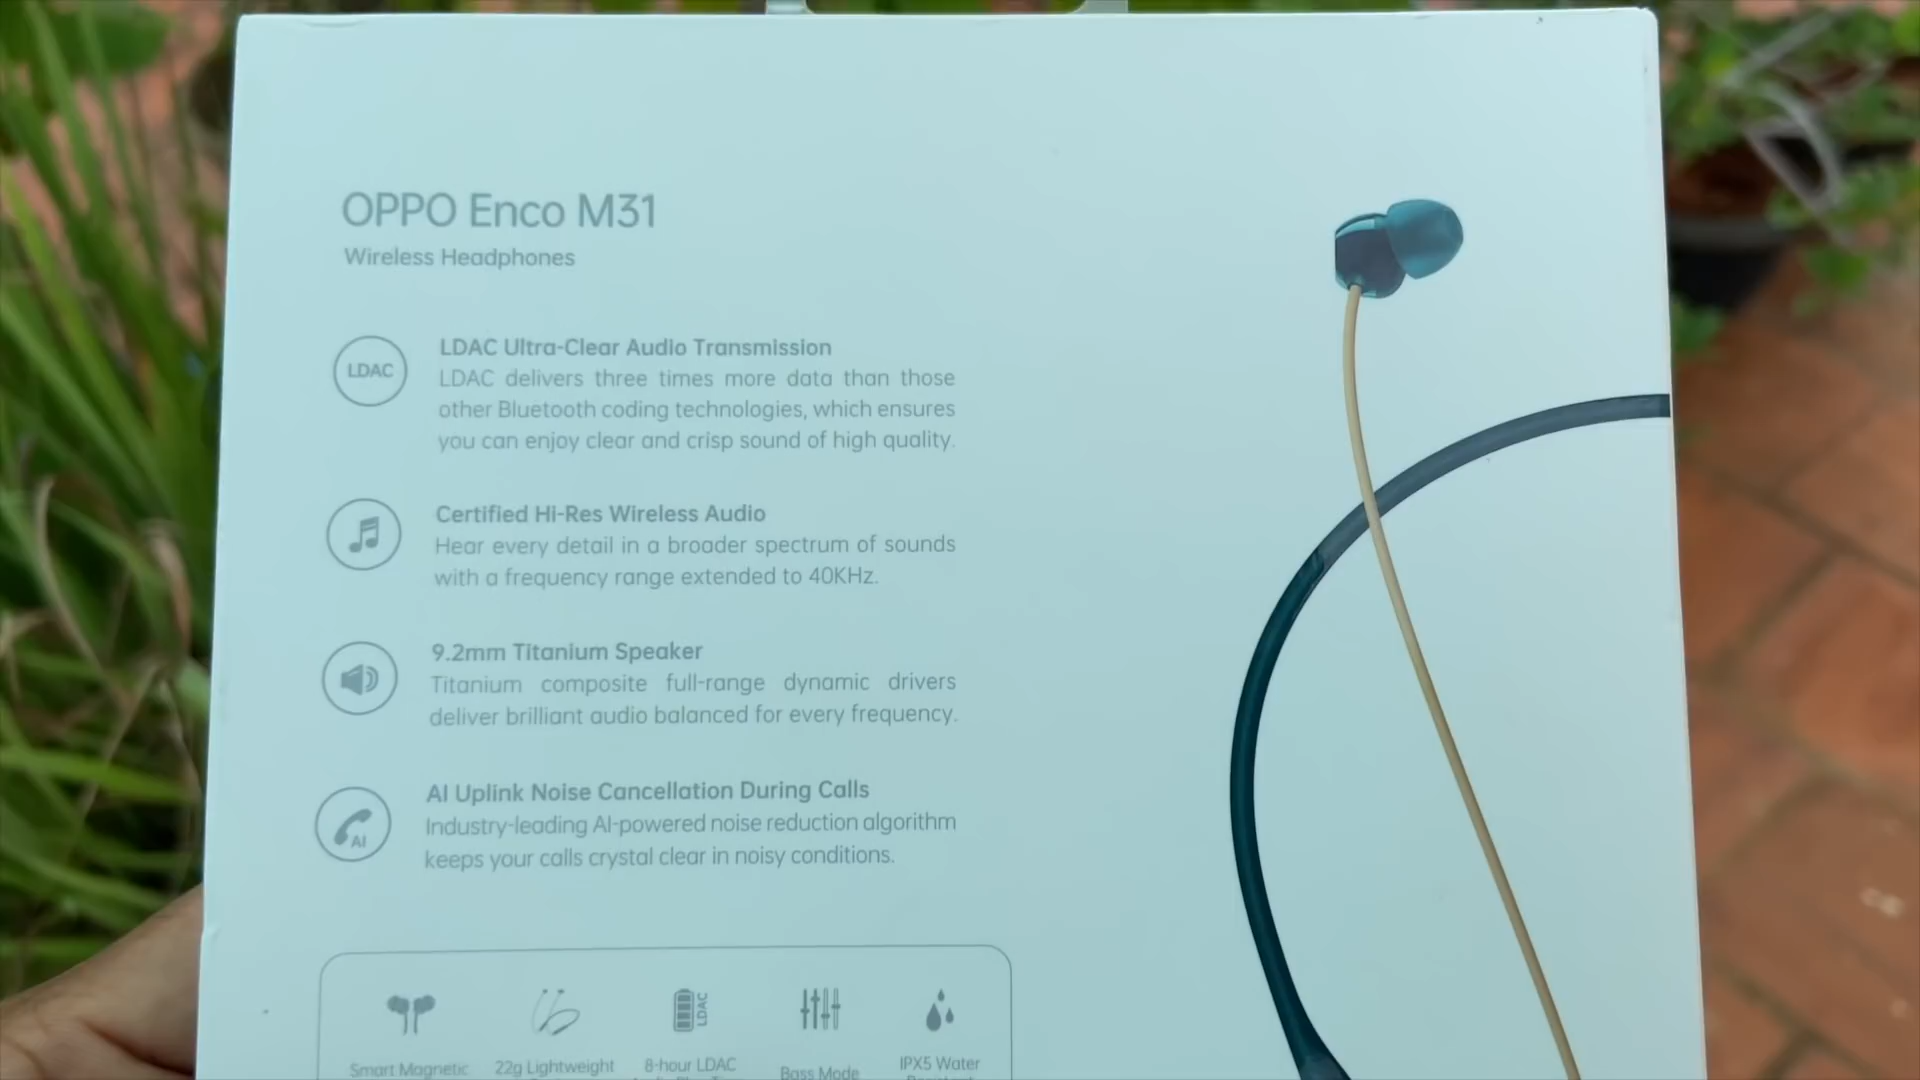 OPPO Enco M31
Wireless Headphones
LDAC
LDAC Ultra-Clear Audio Transmission
LDAC delivers three times more data than those
other Bluetooth coding technologies, which ensures
you can enjoy clear and crisp sound of high quality.
Certified Hi-Res Wireless Audio
Hear every detail in a broader spectrum of sounds
with a frequency range extended to 40KHz.
9.2mm Titanium Speaker
Titanium composite full-range dynamic drivers
deliver brilliant audio balanced for every frequency.
AI
AI Uplink Noise Cancellation During Calls
Industry-leading AI-powered noise reduction algorithm
keeps your calls crystal clear in noisy conditions.
LDAC
Smart Magnetic
22g Lightweight
8-hour LDAC
Bass Mode
IPX5 Water